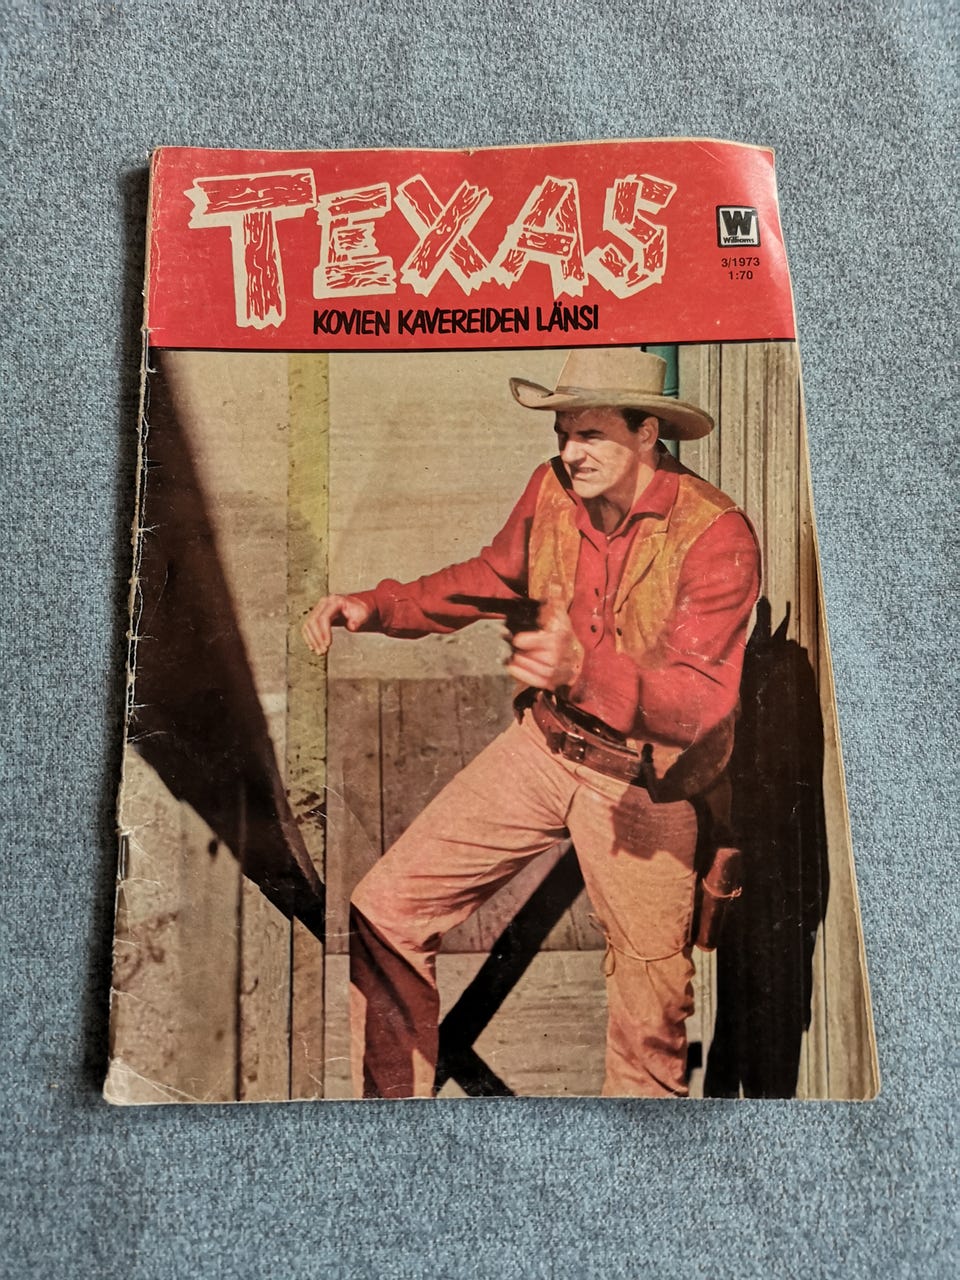 TEXAS
KOVIEN KAVEREIDEN LÄNSI
W
Williams
3/1973
1:70